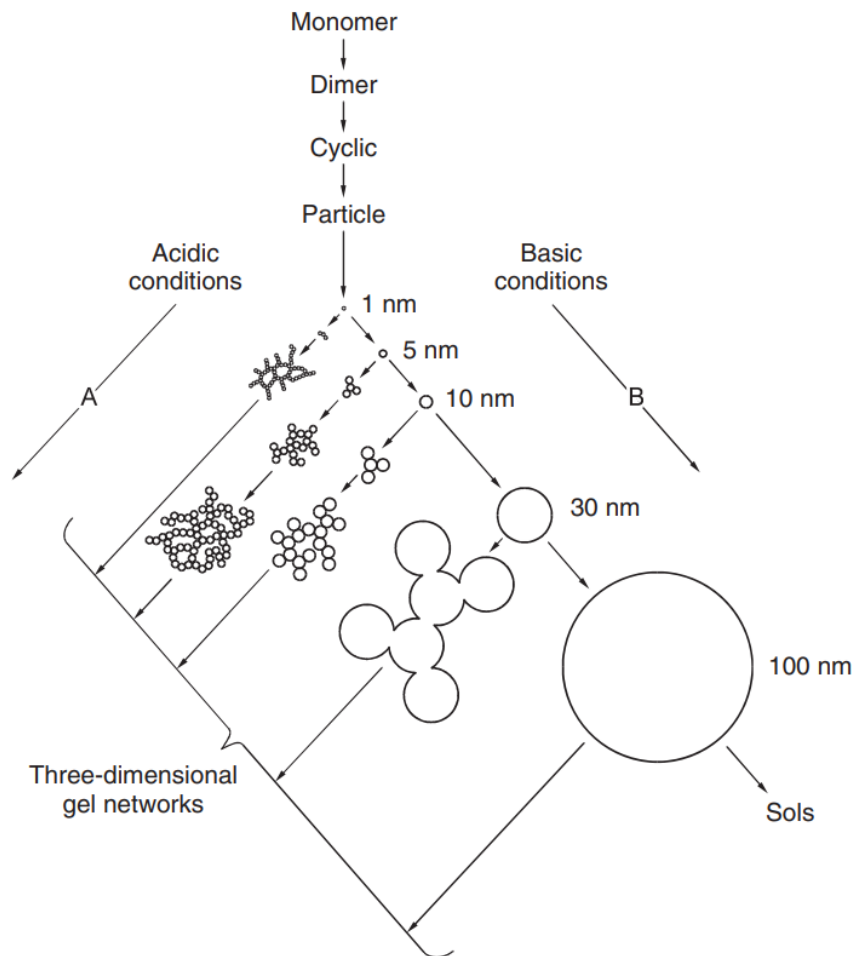 Monomer
Dimer
Cyclic
Particle
Acidic
conditions
Basic
conditions
1 nm
5 nm
A
10 nm
B
30 nm
100 nm
Three-dimensional
gel networks
Sols